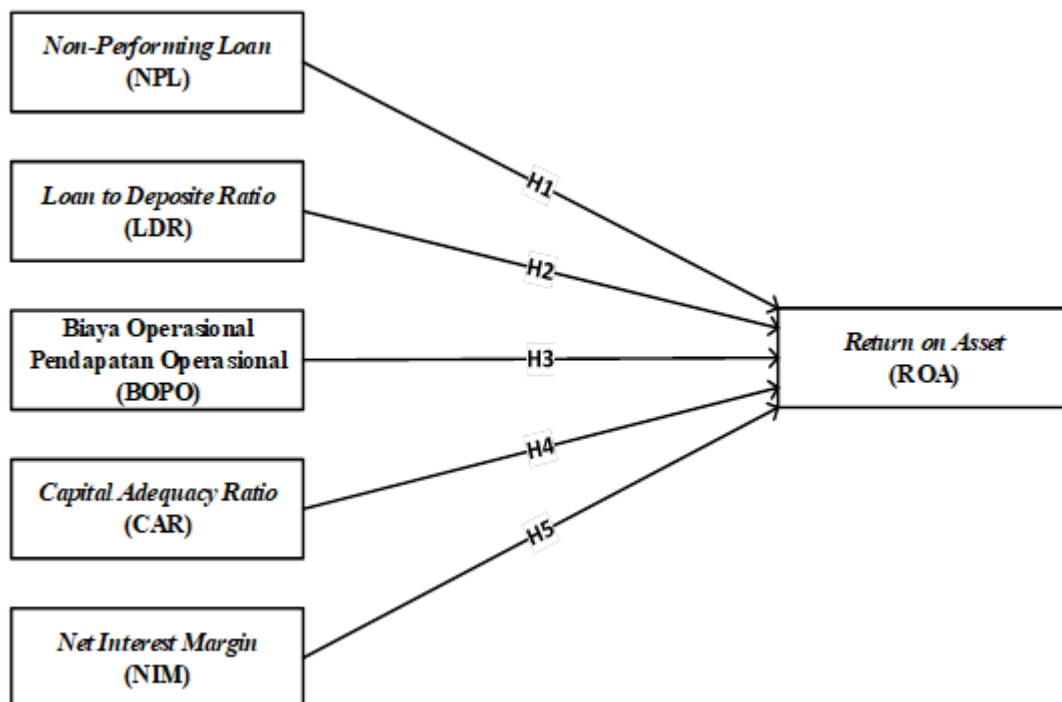 Non-Performing Loan
(NPL)
Loan to Deposite Ratio
(LDR)
Biaya Operasional
Pendapatan Operasional
(BOPO)
Capital Adequacy Ratio
(CAR)
Net Interest Margin
(NIM)
H1
H2
H3
H4
H5
Return on Asset
(ROA)